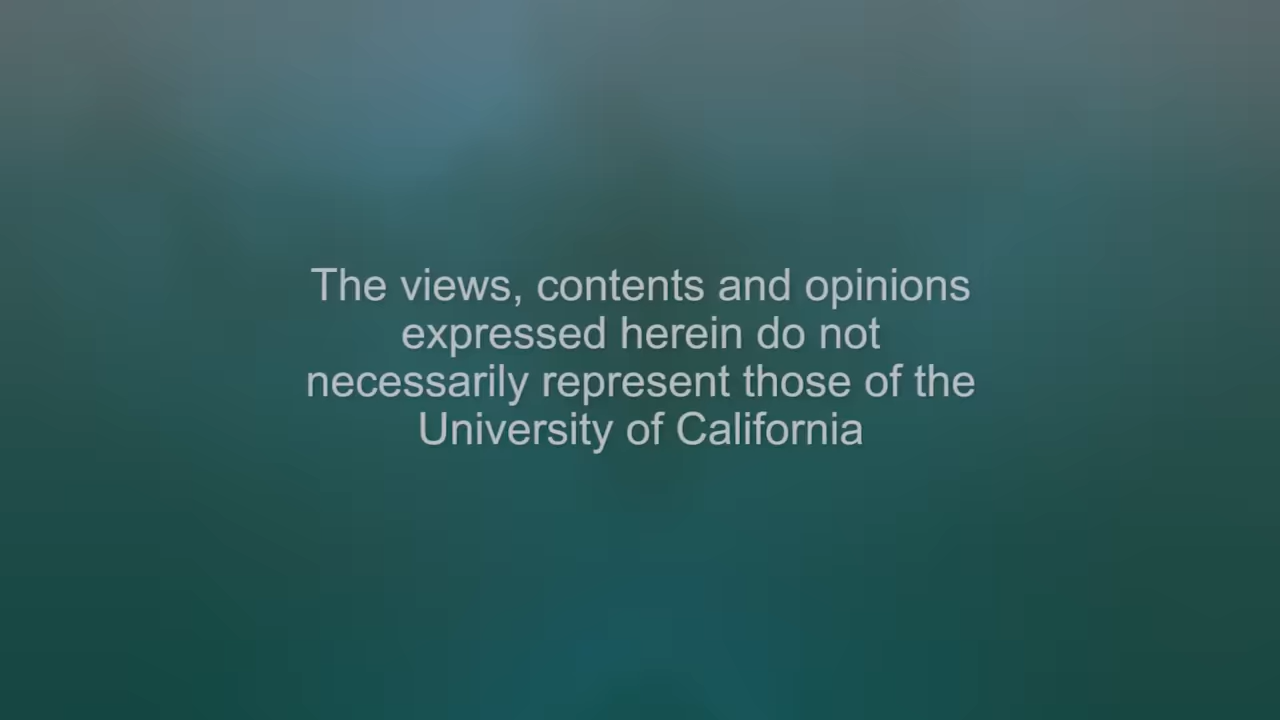 The views, contents and opinions
expressed herein do not
necessarily represent those of the
University of California